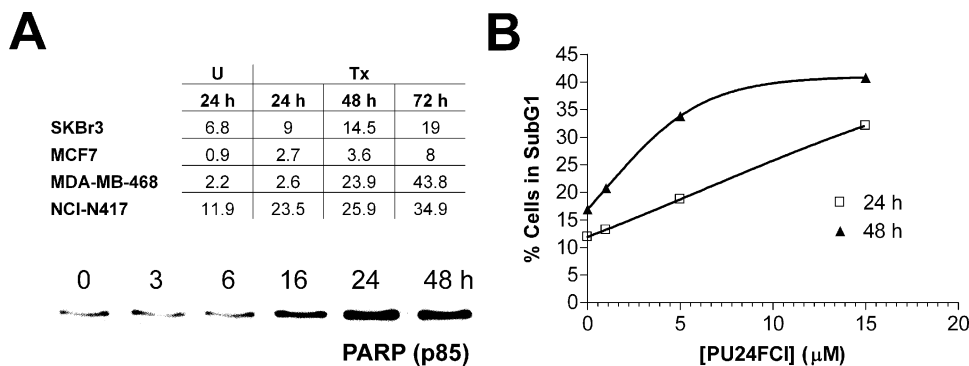 A
U Tx
24 h 24 h 48 h 72 h
SKBr3 6.8 9 14.5 19
MCF7 0.9 2.7 3.6 8
MDA-MB-468 2.2 2.6 23.9 43.8
NCI-N417 11.9 23.5 25.9 34.9
0 3 6 16 24 48 h
PARP (p85)
B
% Cells in SubG1
45
40
35
30
25
20
15
10
5
0
24 h
48 h
0 5 10 15 20
[PU24FCl] (μM)